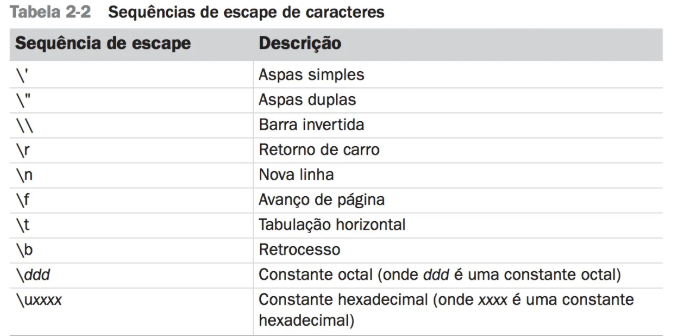 Tabela 2-2 Sequências de escape de caracteres
Sequência de escape Descrição
\' Aspas simples
\" Aspas duplas
\\ Barra invertida
\r Retorno de carro
\n Nova linha
\f Avanço de página
\t Tabulação horizontal
\b Retrocesso
\ddd Constante octal (onde ddd é uma constante octal)
\uxxxx Constante hexadecimal (onde xxxx é uma constante
hexadecimal)